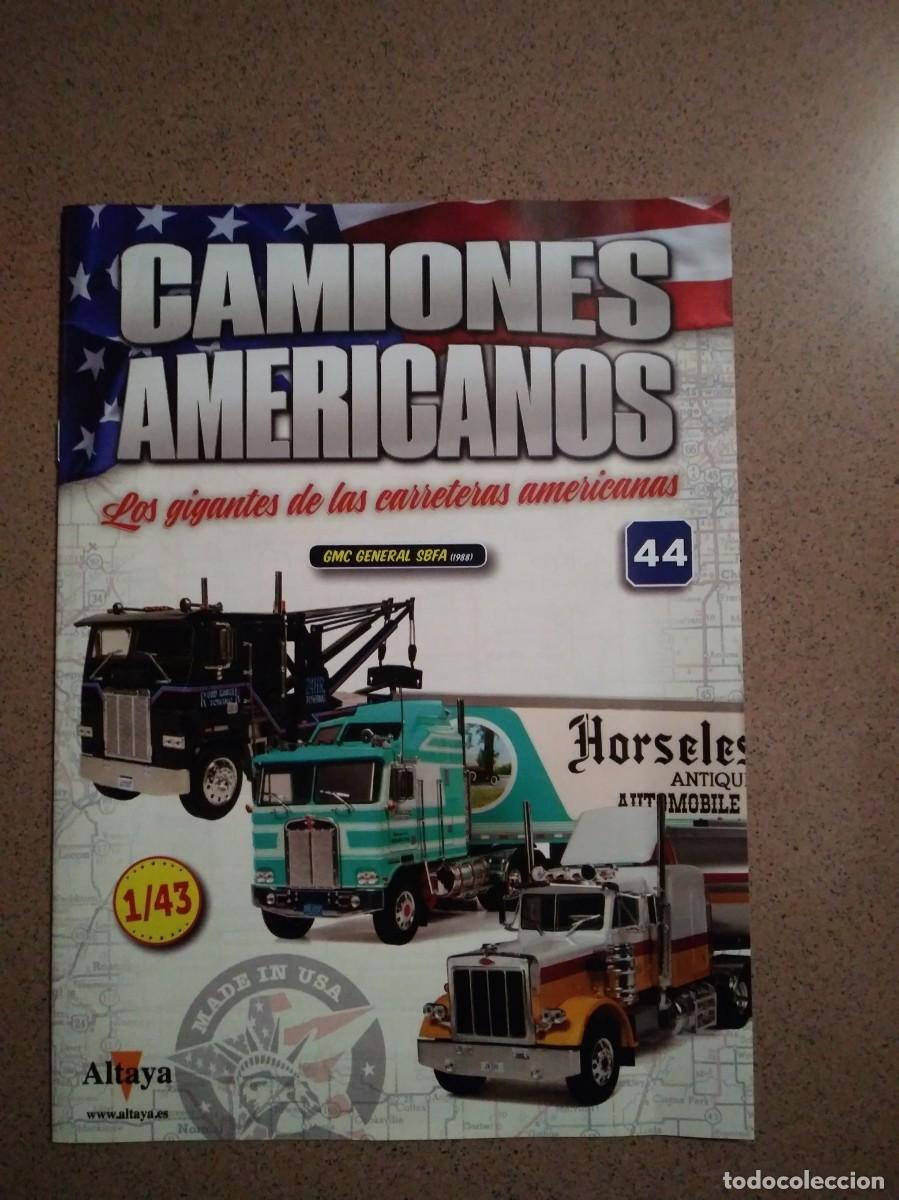 CAMIONES
AMERICANOS
Los gigantes de las carreteras americanas
GMC GENERAL SBFA (1988)
44
Horseles
ANTIQU
AUTOMOBILE
1/43
MADE IN USA
Altaya
www.altaya.es
todocoleccion